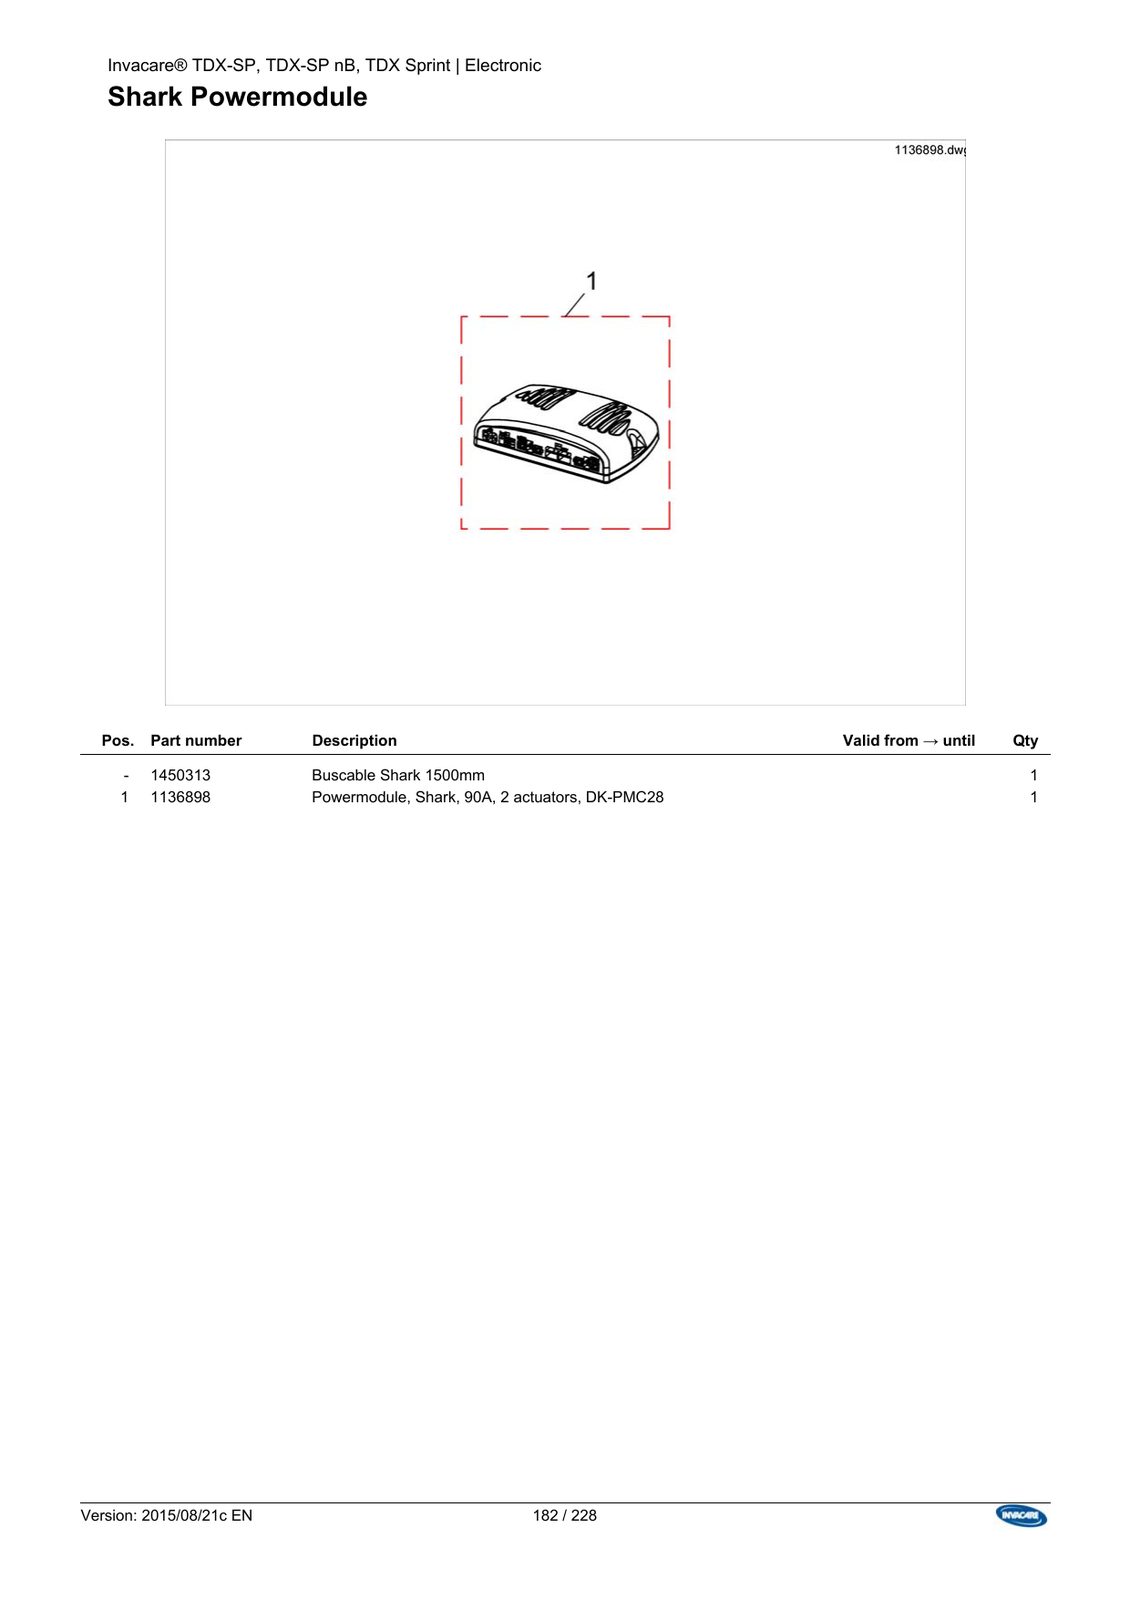 Invacare® TDX-SP, TDX-SP nB, TDX Sprint | Electronic
Shark Powermodule
1136898.dwg
1
Pos. Part number Description Valid from → until Qty
- 1450313 Buscable Shark 1500mm 1
1 1136898 Powermodule, Shark, 90A, 2 actuators, DK-PMC28 1
Version: 2015/08/21c EN 182 / 228 INVACARE